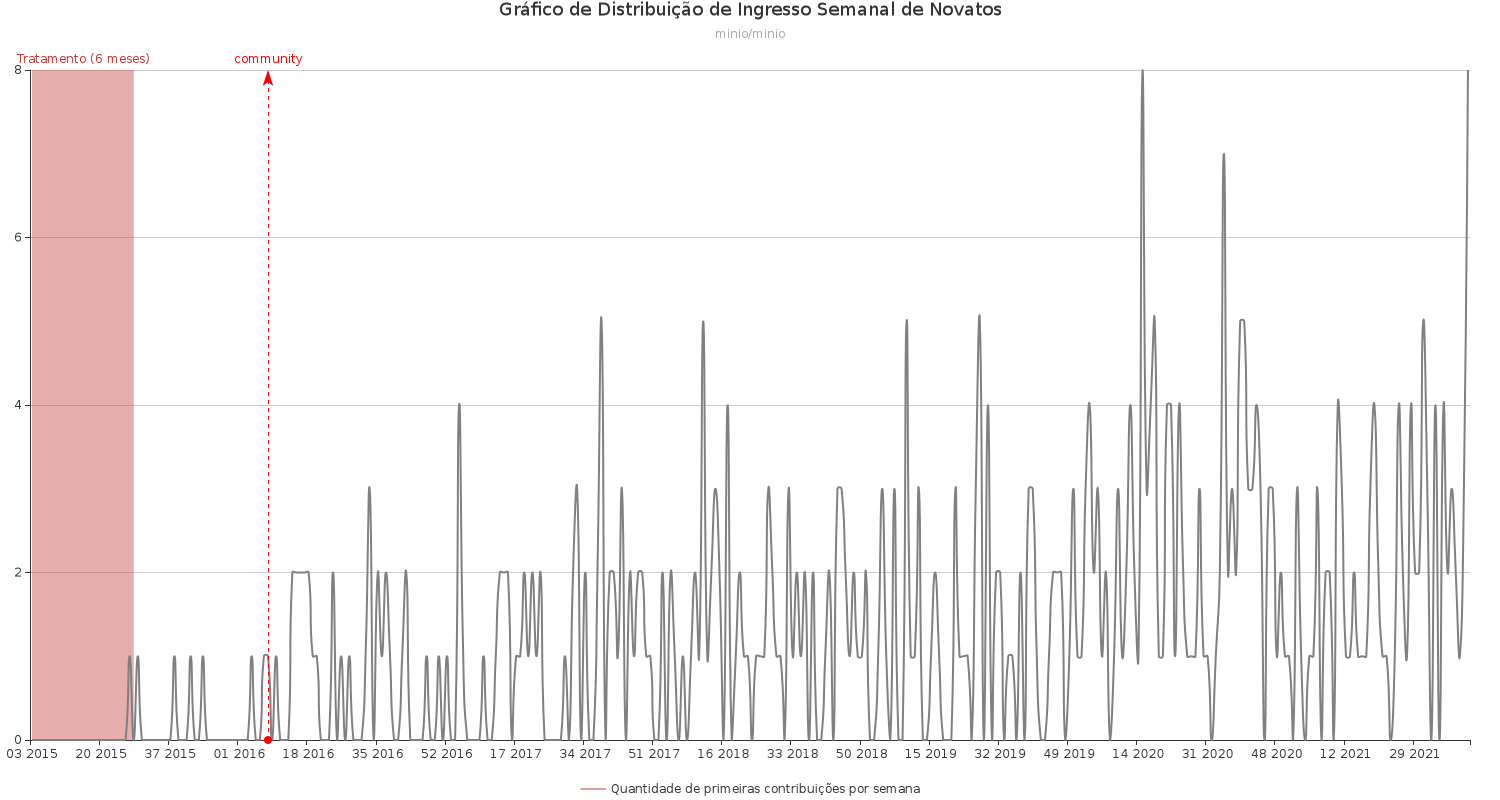 Gráfico de Distribuição de Ingresso Semanal de Novatos
minio/minio
Tratamento (6 meses)
community
8
6
4
2
0
03 2015 20 2015 37 2015 01 2016 18 2016 35 2016 52 2016 17 2017 34 2017 51 2017 16 2018 33 2018 50 2018 15 2019 32 2019 49 2019 14 2020 31 2020 48 2020 12 2021 29 2021
Quantidade de primeiras contribuições por semana